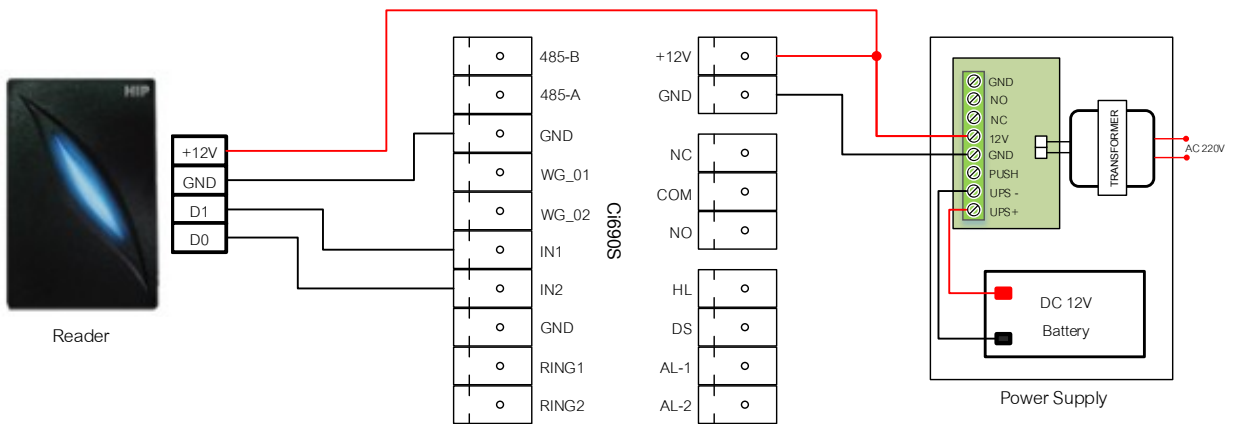 HIP
Reader
+12V
GND
D1
D0
485-B
485-A
GND
WG_01
WG_02
IN1
IN2
GND
RING1
RING2
Ci690S
+12V
GND
NC
COM
NO
HL
DS
AL-1
AL-2
GND
NO
NC
12V
GND
PUSH
UPS -
UPS+
TRANSFORMER
AC 220V
DC 12V
Battery
Power Supply